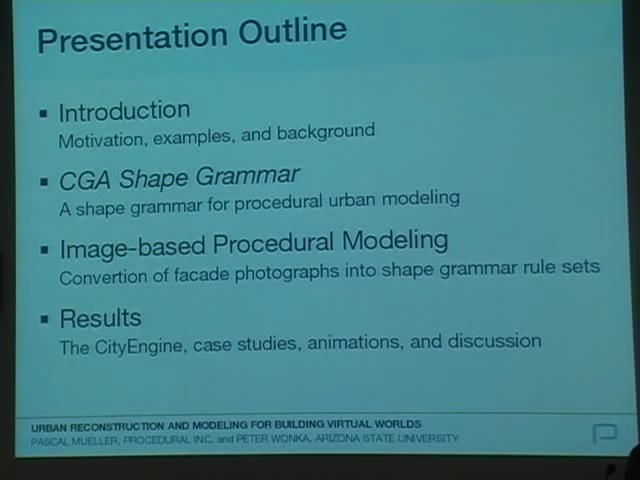 Presentation Outline
Introduction
Motivation, examples, and background
CGA Shape Grammar
A shape grammar for procedural urban modeling
Image-based Procedural Modeling
Convertion of facade photographs into shape grammar rule sets
Results
The CityEngine, case studies, animations, and discussion
URBAN RECONSTRUCTION AND MODELING FOR BUILDING VIRTUAL WORLDS
PASCAL MUELLER, PROCEDURAL INC. and PETER WONKA, ARIZONA STATE UNIVERSITY